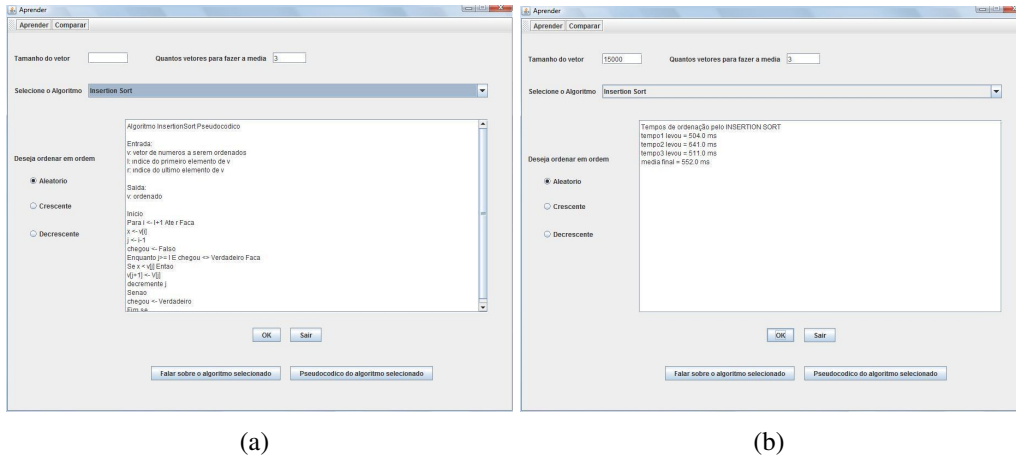 Aprender
Aprender Comparar
Tamanho do vetor
Quantos vetores para fazer a media 3
Selecione o Algoritmo Insertion Sort
Algoritmo InsertionSort Pseudocodico
Entrada:
v: vetor de numeros a serem ordenados
l: indice do primeiro elemento de v
r: indice do ultimo elemento de v
Saida:
v: ordenado
Inicio
Para i <- l+1 Ate r Faca
x <- v[i]
j <- i-1
chegou <- Falso
Enquanto j>= l E chegou <> Verdadeiro Faca
Se x < v[j] Entao
v[j+1] <- V[j]
decremente j
Senao
chegou <- Verdadeiro
Fim se
Deseja ordenar em ordem
Aleatorio
Crescente
Decrescente
OK Sair
Falar sobre o algoritmo selecionado Pseudocodico do algoritmo selecionado
(a)
Aprender
Aprender Comparar
Tamanho do vetor 15000 Quantos vetores para fazer a media 3
Selecione o Algoritmo Insertion Sort
Tempos de ordenação pelo INSERTION SORT
tempo1 levou = 504.0 ms
tempo2 levou = 641.0 ms
tempo3 levou = 511.0 ms
media final = 552.0 ms
Deseja ordenar em ordem
Aleatorio
Crescente
Decrescente
OK Sair
Falar sobre o algoritmo selecionado Pseudocodico do algoritmo selecionado
(b)